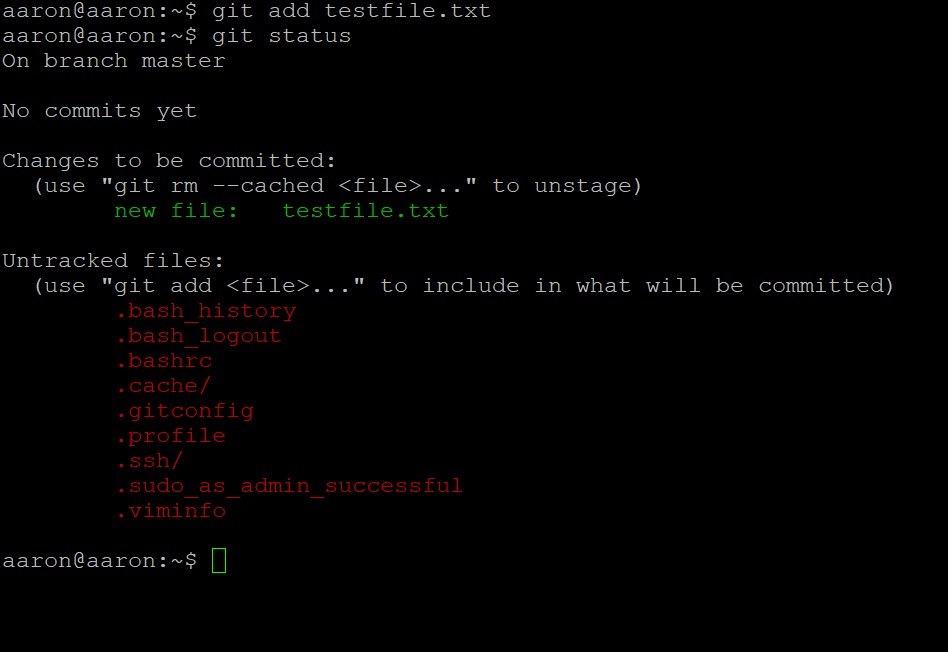 aaron@aaron:~$ git add testfile.txt
aaron@aaron:~$ git status
On branch master
No commits yet
Changes to be committed:
  (use "git rm --cached <file>..." to unstage)
        new file:   testfile.txt
Untracked files:
  (use "git add <file>..." to include in what will be committed)
        .bash_history
        .bash_logout
        .bashrc
        .cache/
        .gitconfig
        .profile
        .ssh/
        .sudo_as_admin_successful
        .viminfo
aaron@aaron:~$